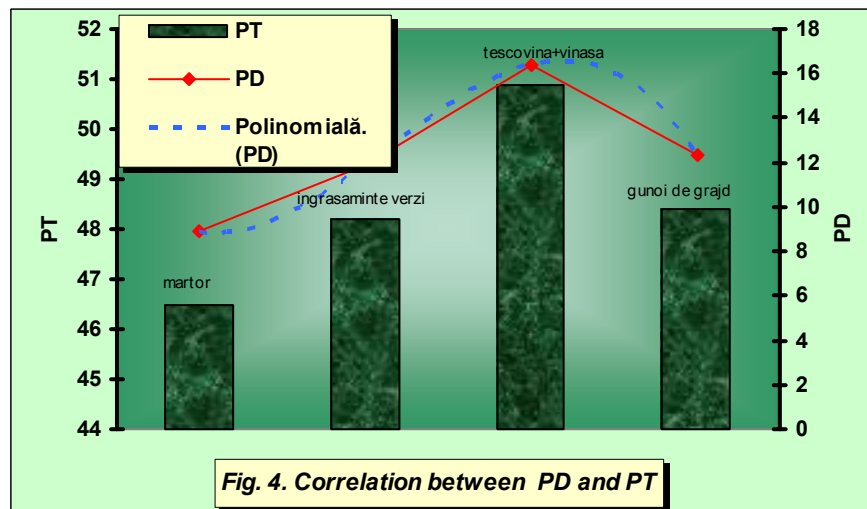 PT
PD
Polinomială.
(PD)
52
51
50
49
48
47
46
45
44
PT
18
16
14
12
10
8
6
4
2
0
PD
tescovina+vinasa
ingrasaminte verzi
gunoi de grajd
martor
Fig. 4. Correlation between PD and PT